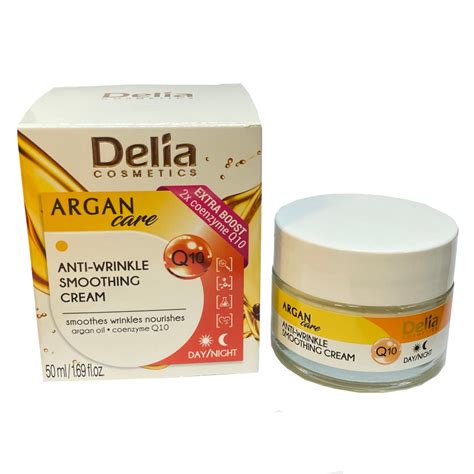 Delia
COSMETICS
EXTRA BOOST
2x coenzyme Q10
ARGAN
care
Q10
ANTI-WRINKLE
SMOOTHING
CREAM
smoothes wrinkles nourishes
argan oil • coenzyme Q10
DAY/NIGHT
50 ml/1.69 fl.oz.
ARGAN
care
Delia
COSMETICS
ANTI-WRINKLE
SMOOTHING CREAM
Q10
DAY/NIGHT